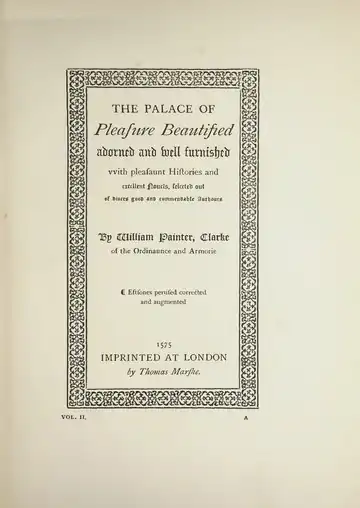 THE PALACE OF
Pleaſure Beautified
adorned and well furnished
vvith pleaſaunt Hiſtories and
excellent Nouels, ſelected out
of diuers good and commendable Authours
By William Painter, Clarke
of the Ordinaunce and Armorie
❡ Eftſones peruſed corrected
and augmented
1575
IMPRINTED AT LONDON
by Thomas Marſhe.
VOL. II. A